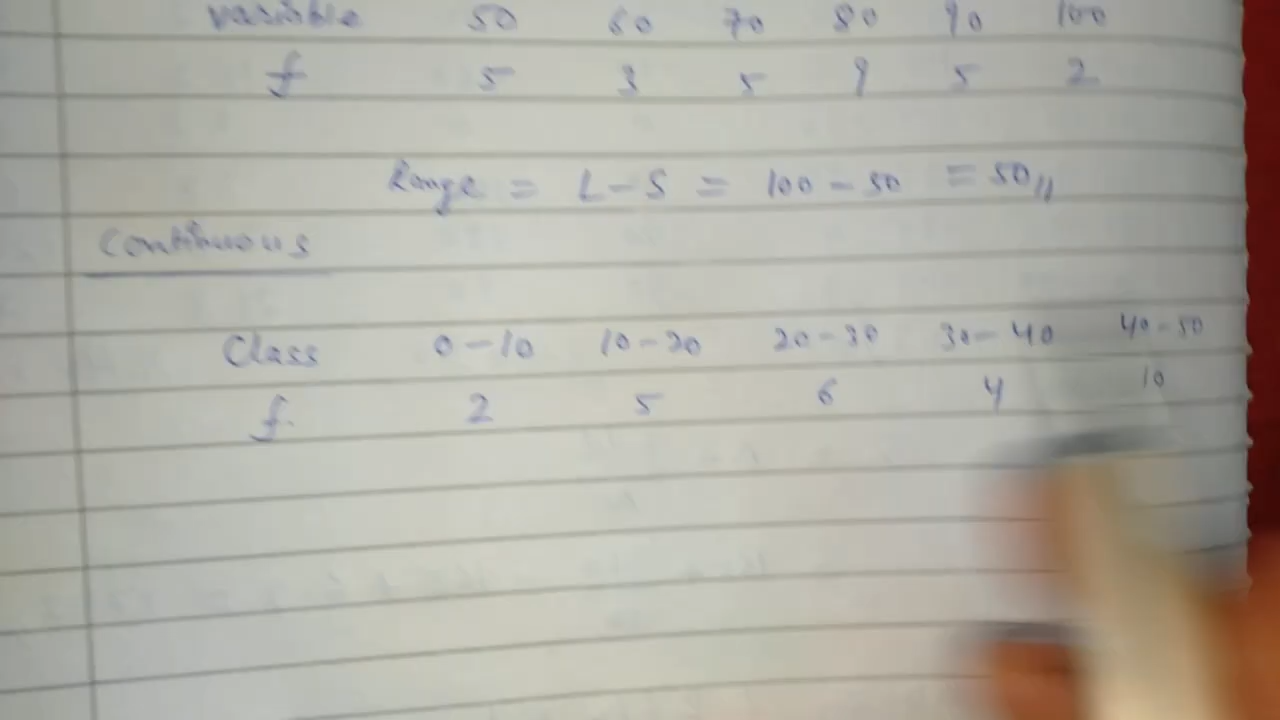 variable 50 60 70 80 90 100
f 5 3 5 9 5 2
Range = L - S = 100 - 50 = 50 //
Continuous
Class 0 - 10 10 - 20 20 - 30 30 - 40 40 - 50
f. 2 5 6 4 10